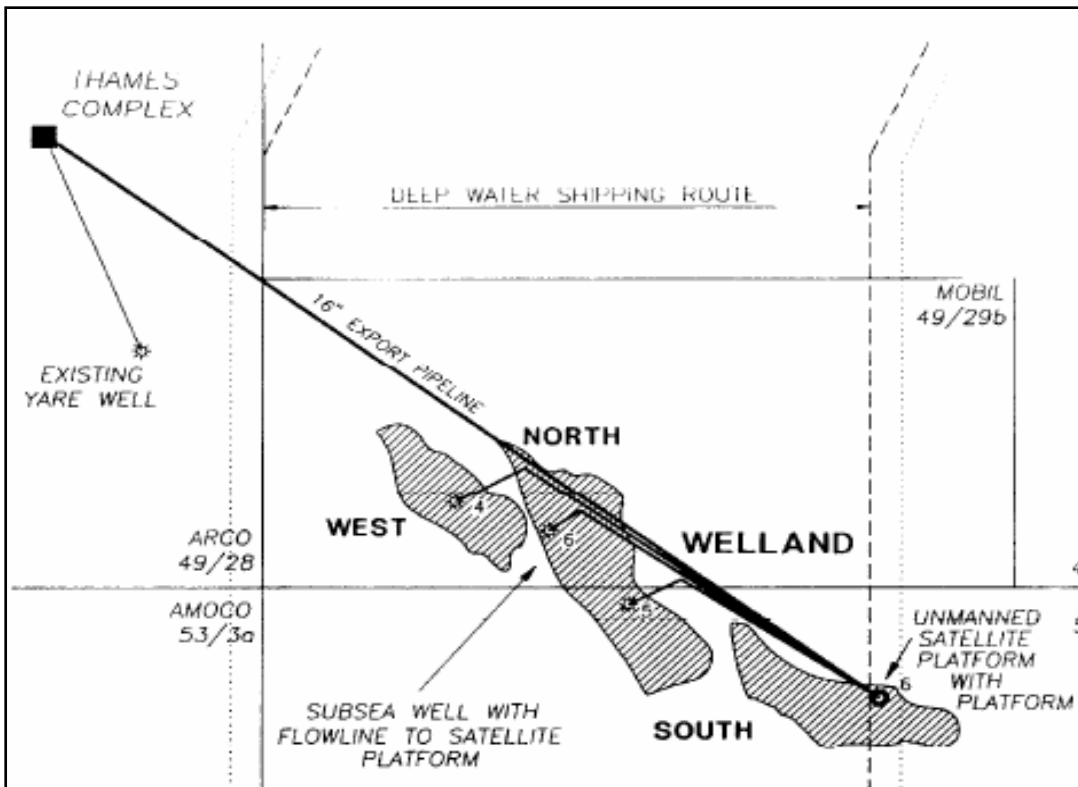 THAMES
COMPLEX
DEEP WATER SHIPPING ROUTE
MOBIL
49/29b
16" EXPORT PIPELINE
EXISTING
YARE WELL
NORTH
4
WEST
6
WELLAND
ARCO
49/28
4
5
AMOCO
53/3a
5
UNMANNED
SATELLITE
PLATFORM
WITH
PLATFORM
6
SUBSEA WELL WITH
FLOWLINE TO SATELLITE
PLATFORM
SOUTH